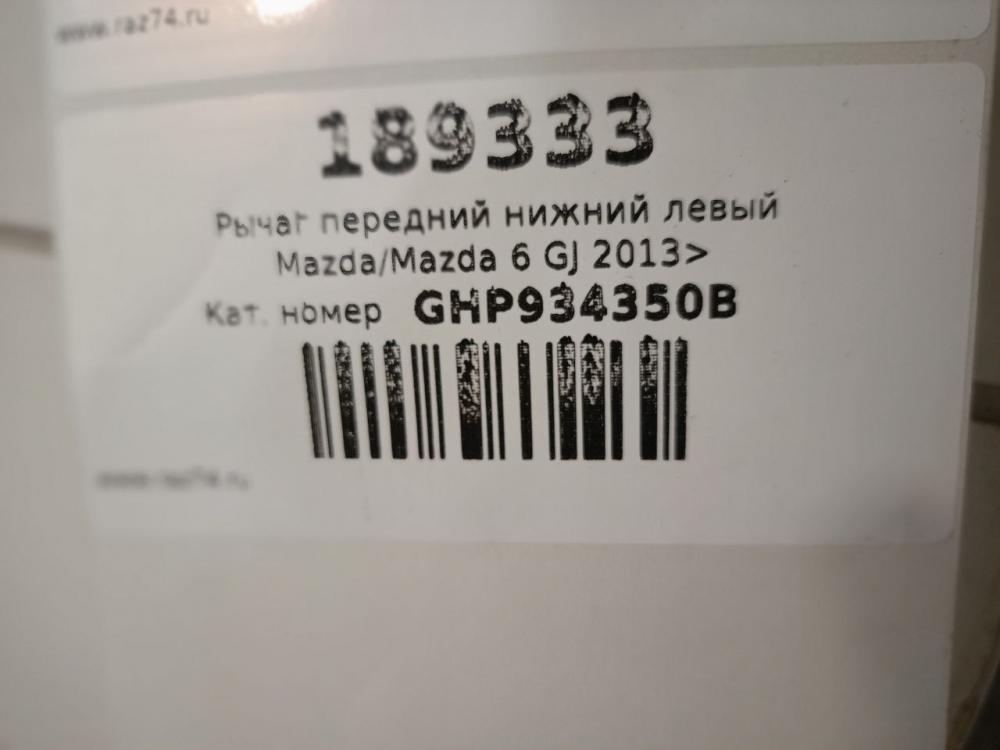 www.raz74.ru
189333
Рычаг передний нижний левый
Mazda/Mazda 6 GJ 2013>
Кат. номер GHP934350B
www.raz74.ru